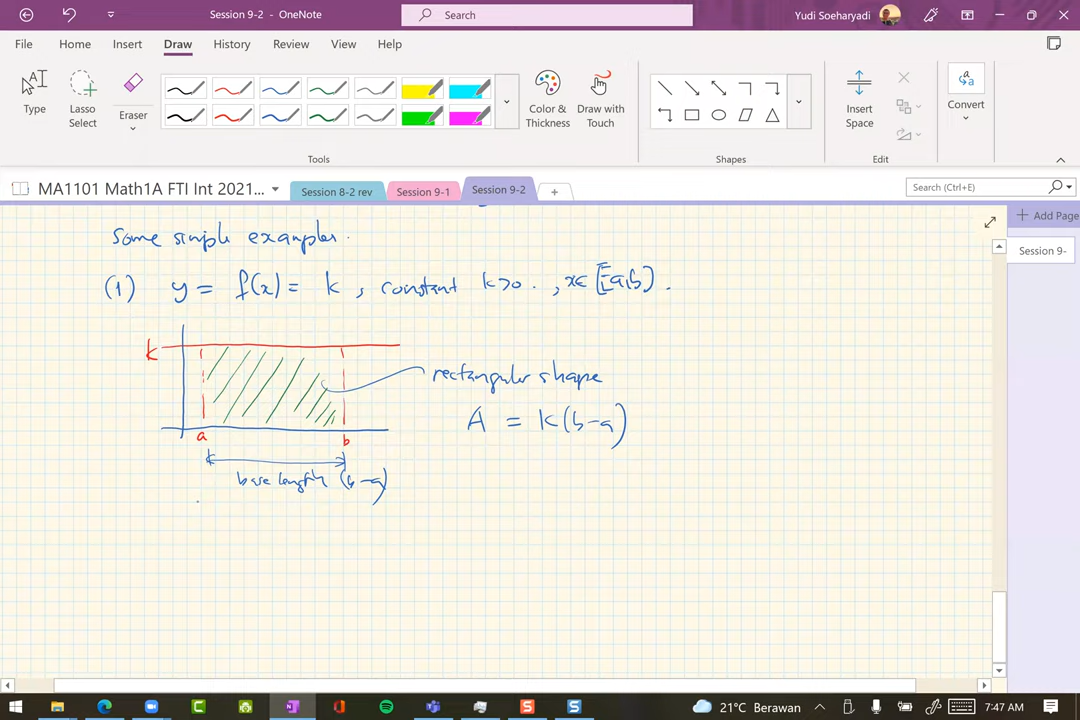 Session 9-2 - OneNote
Search
Yudi Soeharyadi
File Home Insert Draw History Review View Help
Type
Lasso Select
Eraser
Color & Thickness
Draw with Touch
Insert Space
Convert
Tools
Shapes
Edit
MA1101 Math1A FTI Int 2021...
Session 8-2 rev
Session 9-1
Session 9-2
Search (Ctrl+E)
Add Page
Session 9-
Some simple examples.
(1) y = f(x) = k , constant k>0. , x∈ [a,b].
k
rectangular shape
A = k(b-a)
a
b
base length (b-a)
21°C Berawan
7:47 AM